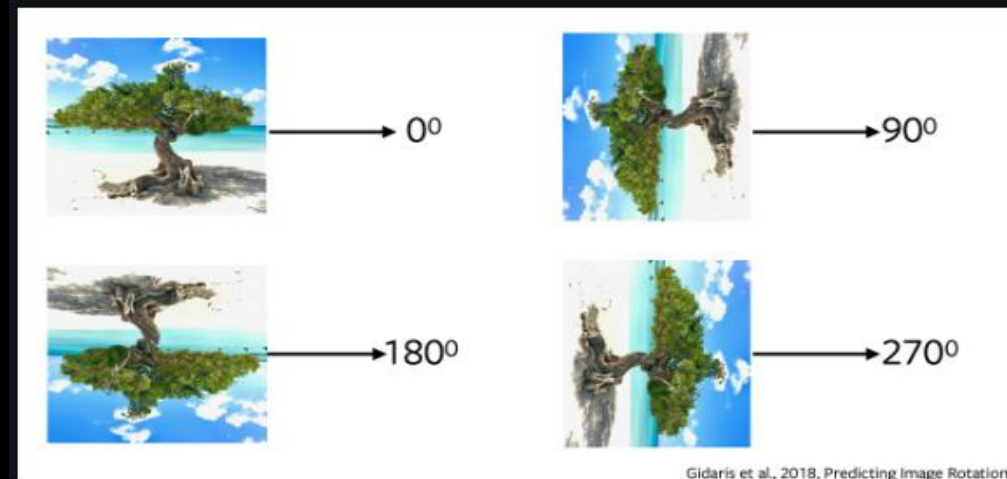 0⁰
90⁰
180⁰
270⁰
Gidaris et al., 2018, Predicting Image Rotation